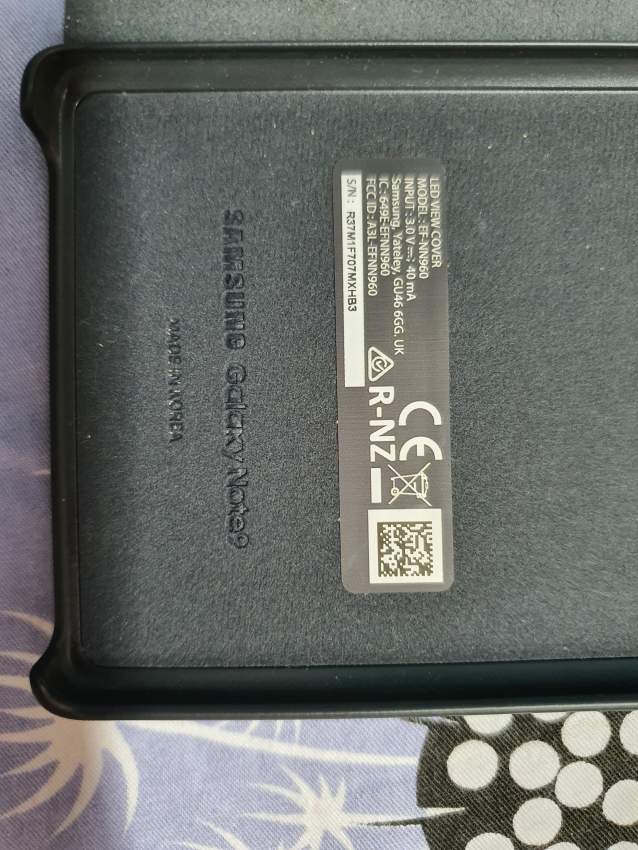 LED VIEW COVER
MODEL: EF-NN960
INPUT: 3.0 V⎓; 40 mA
Samsung, Yateley, GU46 6GG. UK
IC: 649E-EFNN960
FCC ID: A3L-EFNN960
S/N: R37M1F707MXHB3
CE
R-NZ
SAMSUNG Galaxy Note9
MADE IN KOREA